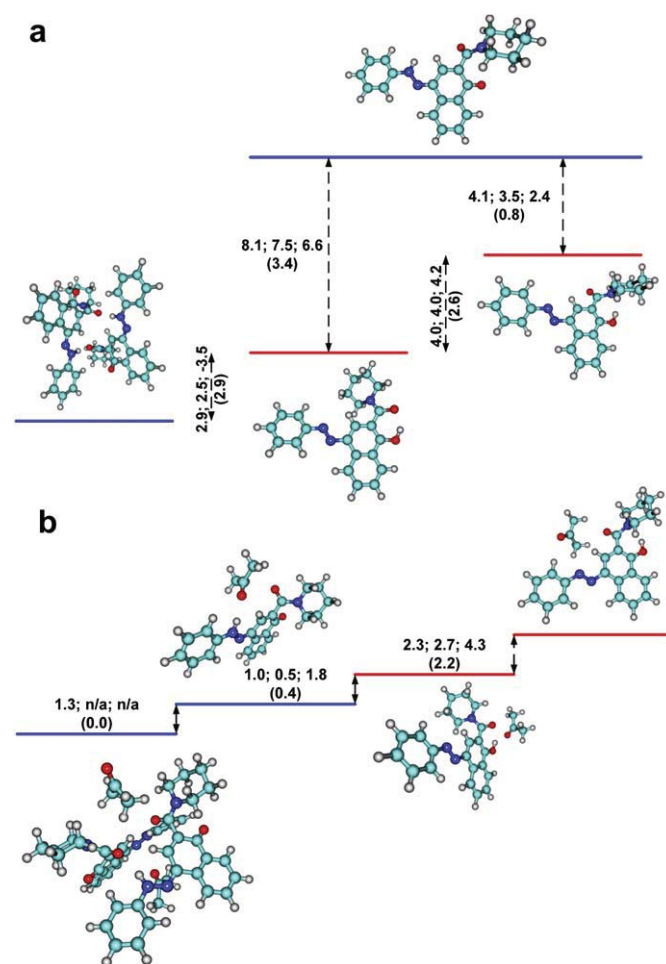 a
4.1; 3.5; 2.4
(0.8)
8.1; 7.5; 6.6
(3.4)
4.0; 4.0; 4.2
(2.6)
2.9; 2.5; -3.5
(2.9)
b
2.3; 2.7; 4.3
(2.2)
1.0; 0.5; 1.8
(0.4)
1.3; n/a; n/a
(0.0)